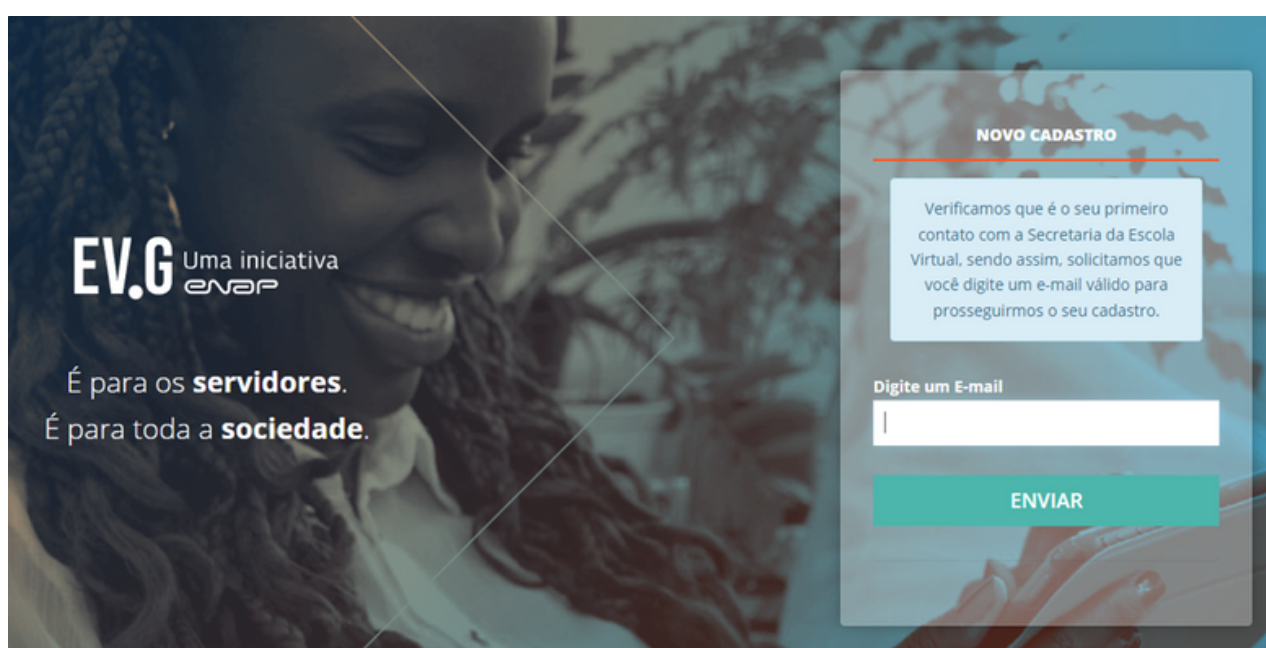 EV.G Uma iniciativa
enap
É para os servidores.
É para toda a sociedade.
NOVO CADASTRO
Verificamos que é o seu primeiro
contato com a Secretaria da Escola
Virtual, sendo assim, solicitamos que
você digite um e-mail válido para
prosseguirmos o seu cadastro.
Digite um E-mail
ENVIAR